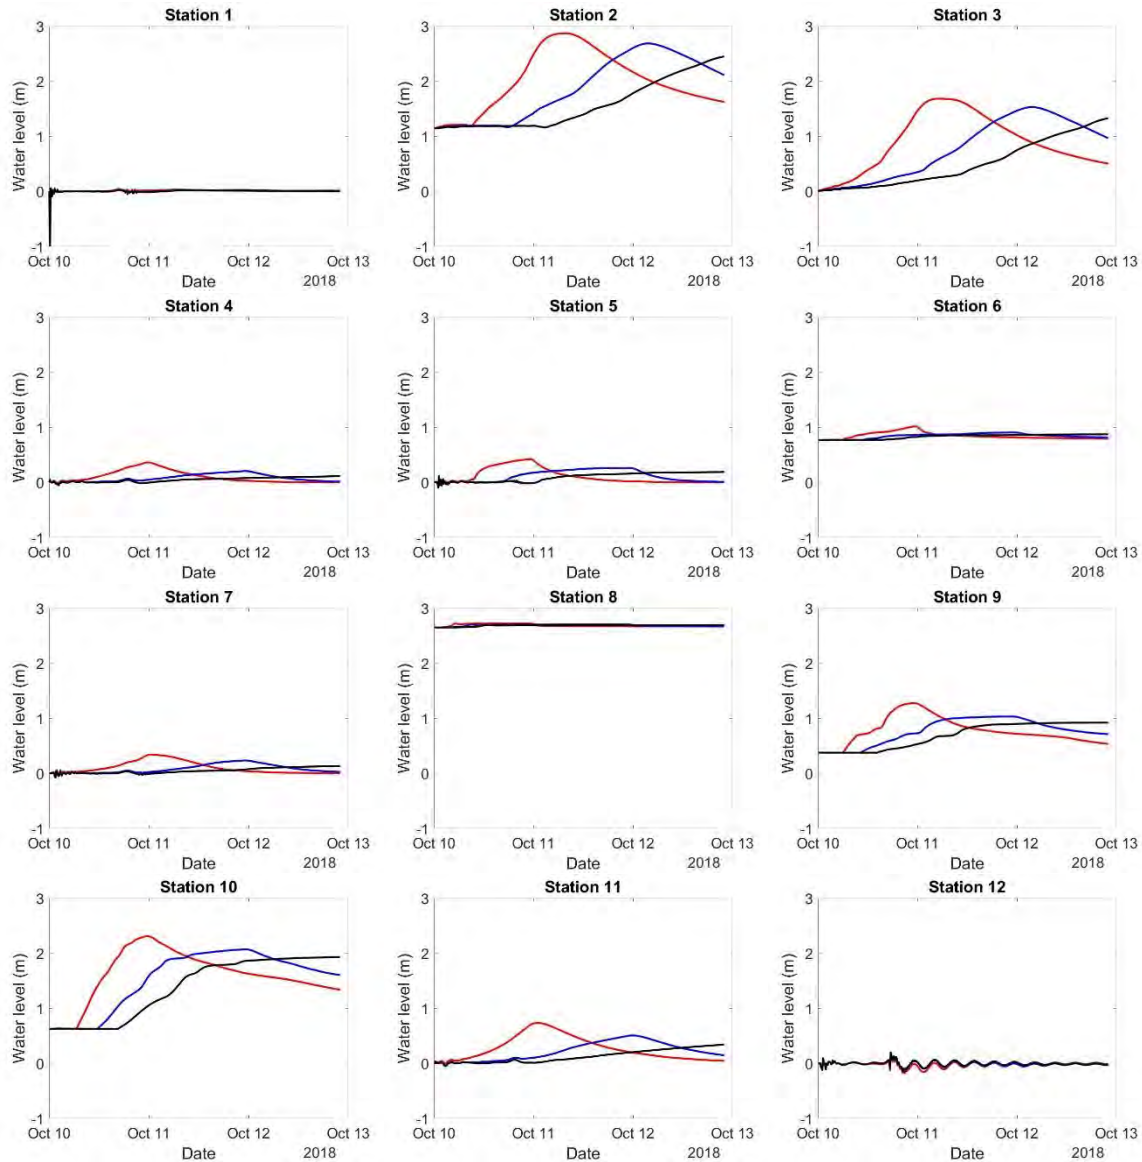 Station 1
3
2
1
0
-1
Water level (m)
Oct 10 Oct 11 Oct 12 Oct 13
Date 2018
Station 2
3
2
1
0
-1
Water level (m)
Oct 10 Oct 11 Oct 12 Oct 13
Date 2018
Station 3
3
2
1
0
-1
Water level (m)
Oct 10 Oct 11 Oct 12 Oct 13
Date 2018
Station 4
3
2
1
0
-1
Water level (m)
Oct 10 Oct 11 Oct 12 Oct 13
Date 2018
Station 5
3
2
1
0
-1
Water level (m)
Oct 10 Oct 11 Oct 12 Oct 13
Date 2018
Station 6
3
2
1
0
-1
Water level (m)
Oct 10 Oct 11 Oct 12 Oct 13
Date 2018
Station 7
3
2
1
0
-1
Water level (m)
Oct 10 Oct 11 Oct 12 Oct 13
Date 2018
Station 8
3
2
1
0
-1
Water level (m)
Oct 10 Oct 11 Oct 12 Oct 13
Date 2018
Station 9
3
2
1
0
-1
Water level (m)
Oct 10 Oct 11 Oct 12 Oct 13
Date 2018
Station 10
3
2
1
0
-1
Water level (m)
Oct 10 Oct 11 Oct 12 Oct 13
Date 2018
Station 11
3
2
1
0
-1
Water level (m)
Oct 10 Oct 11 Oct 12 Oct 13
Date 2018
Station 12
3
2
1
0
-1
Water level (m)
Oct 10 Oct 11 Oct 12 Oct 13
Date 2018